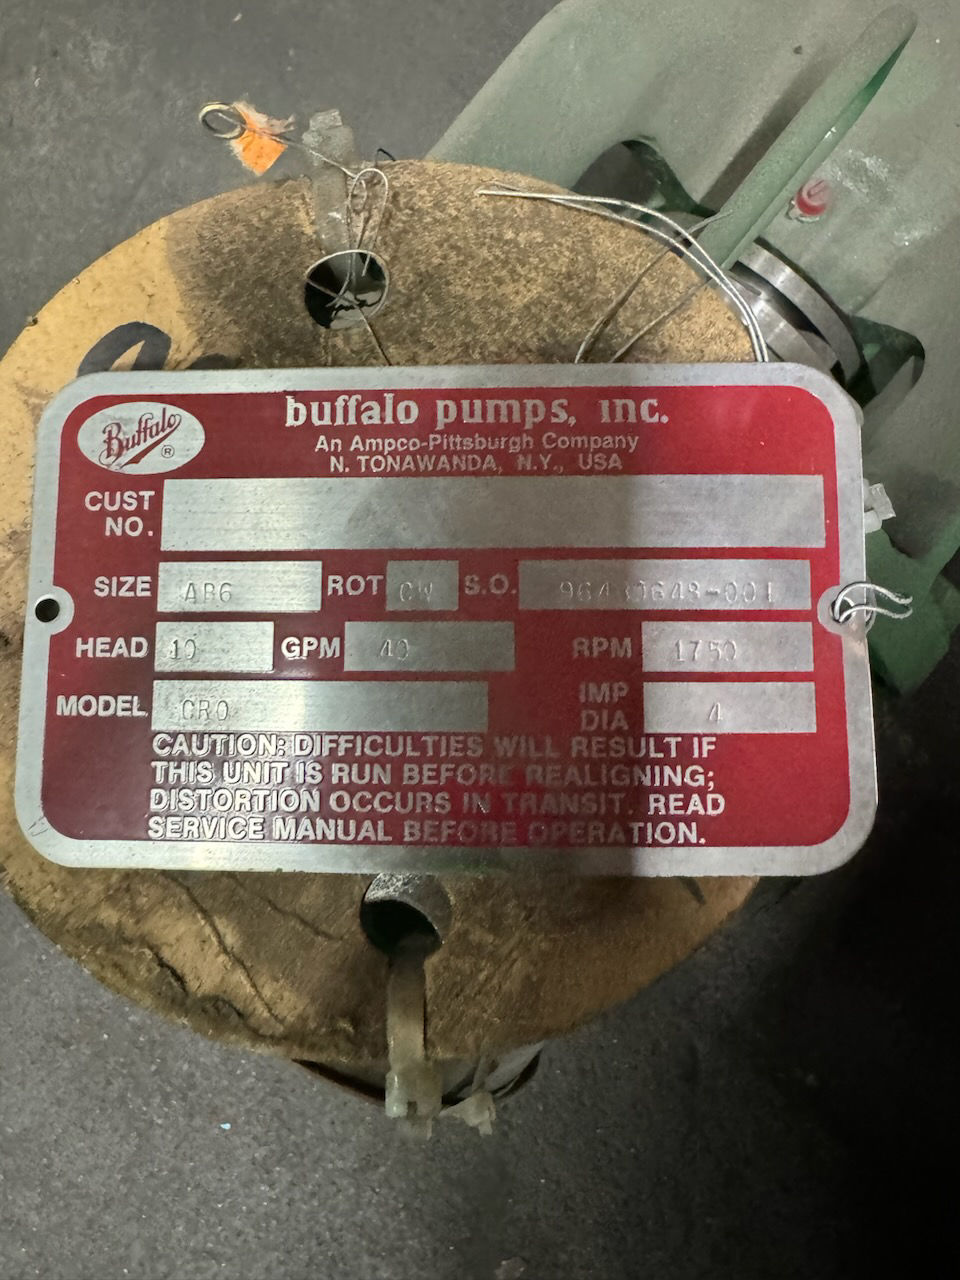 Buffalo ®
buffalo pumps, inc.
An Ampco-Pittsburgh Company
N. TONAWANDA, N.Y., USA
CUST NO.
SIZE AB6 ROT CW S.O.
HEAD 10 GPM 40 RPM 1750
MODEL CRO IMP DIA 4
CAUTION: DIFFICULTIES WILL RESULT IF
THIS UNIT IS RUN BEFORE REALIGNING;
DISTORTION OCCURS IN TRANSIT. READ
SERVICE MANUAL BEFORE OPERATION.